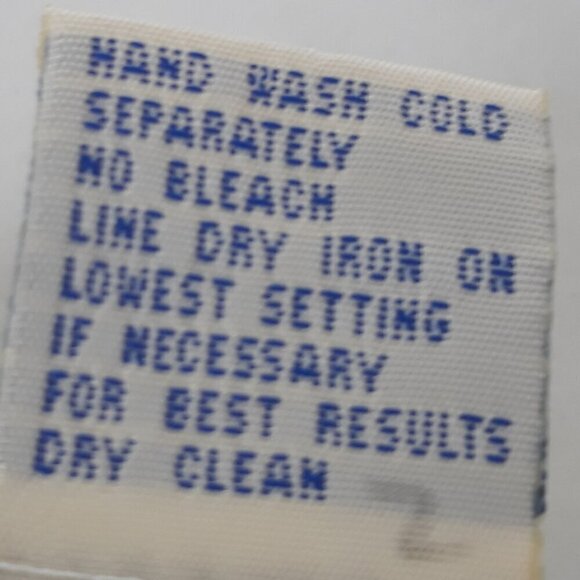 HAND WASH COLD
SEPARATELY
NO BLEACH
LINE DRY IRON ON
LOWEST SETTING
IF NECESSARY
FOR BEST RESULTS
DRY CLEAN